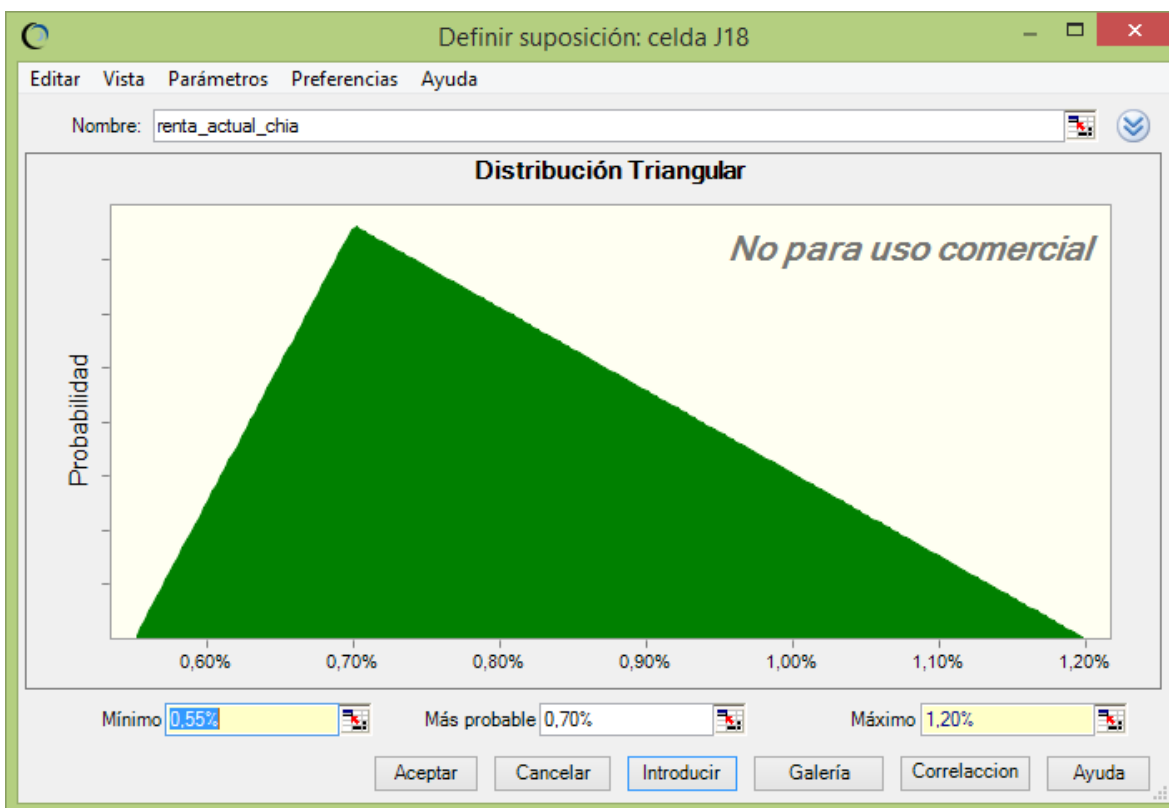 Definir suposición: celda J18
Editar Vista Parámetros Preferencias Ayuda
Nombre: renta_actual_chia
Distribución Triangular
No para uso comercial
Probabilidad
0,60% 0,70% 0,80% 0,90% 1,00% 1,10% 1,20%
Mínimo 0,55% Más probable 0,70% Máximo 1,20%
Aceptar Cancelar Introducir Galería Correlaccion Ayuda